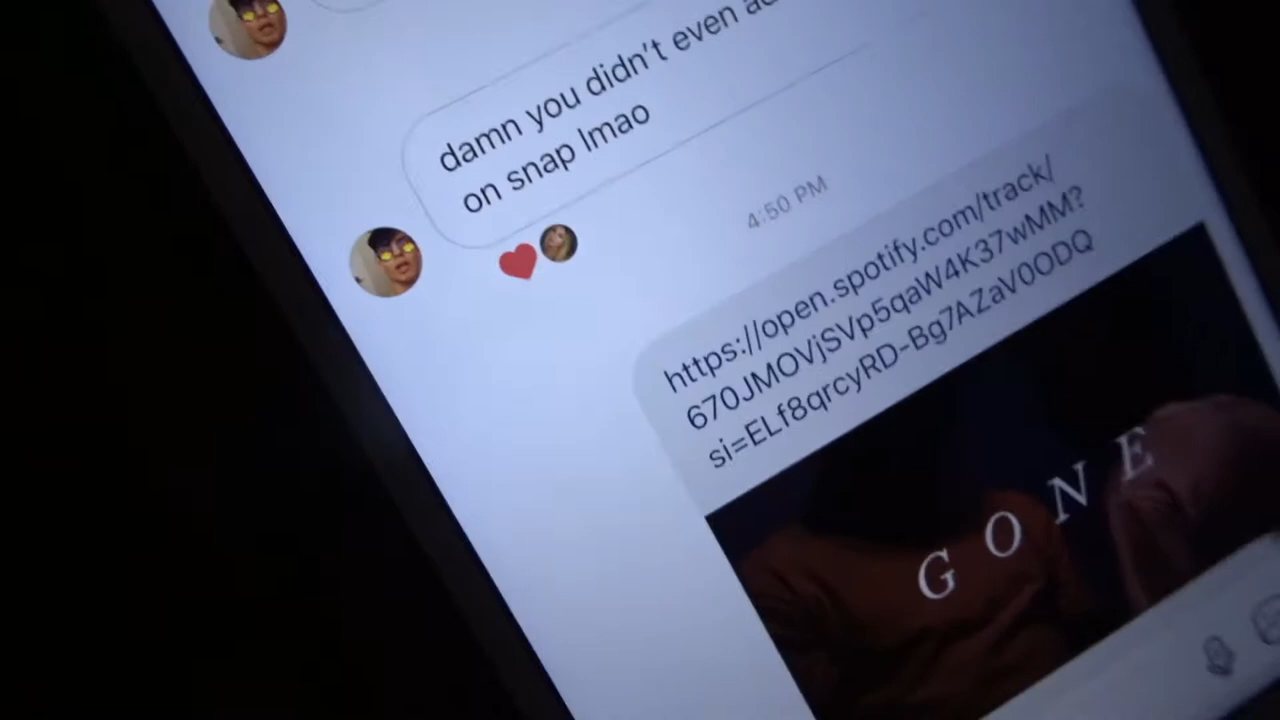 damn you didn't even
on snap lmao
4:50 PM
https://open.spotify.com/track/
670JMOVjSVp5qaW4K37wMM?
si=ELf8qrcyRD-Bg7AZaV0ODQ
GONE